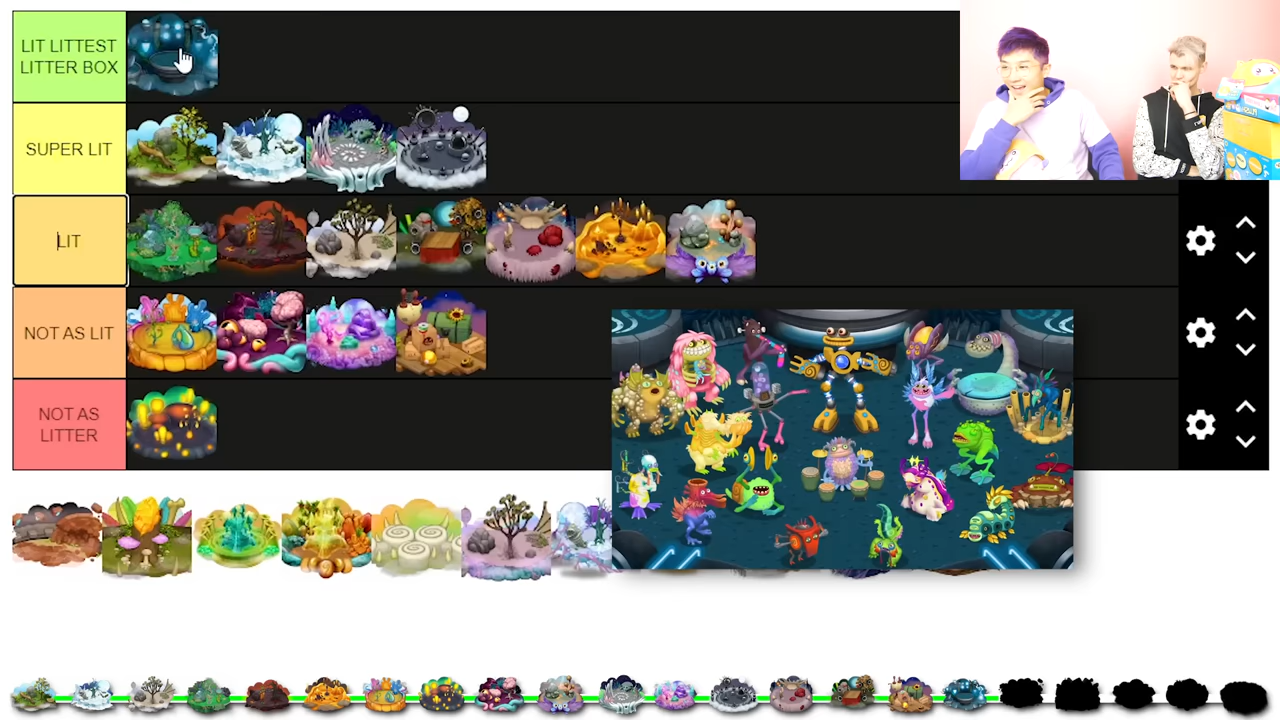 LIT LITTEST
LITTER BOX
SUPER LIT
LIT
NOT AS LIT
NOT AS
LITTER